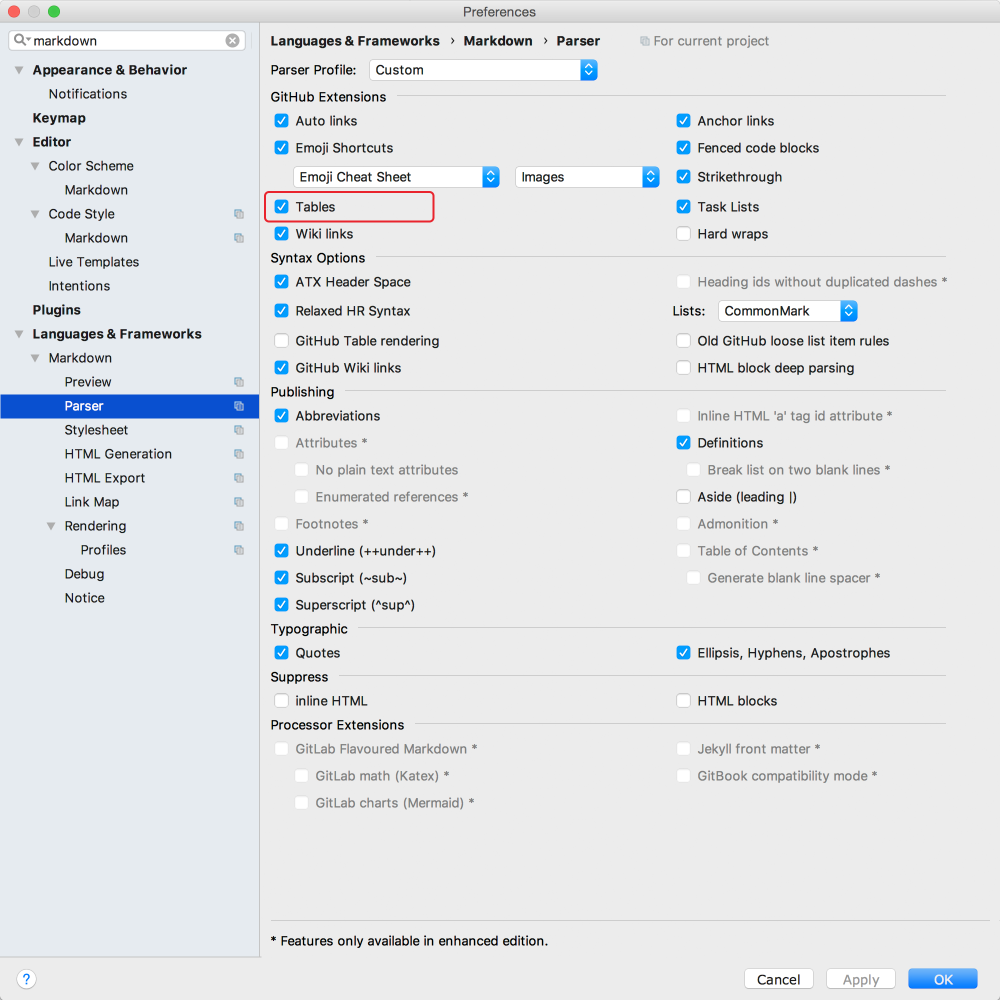 Preferences
markdown
Appearance & Behavior
Notifications
Keymap
Editor
Color Scheme
Markdown
Code Style
Markdown
Live Templates
Intentions
Plugins
Languages & Frameworks
Markdown
Preview
Parser
Stylesheet
HTML Generation
HTML Export
Link Map
Rendering
Profiles
Debug
Notice
?
Languages & Frameworks › Markdown › Parser For current project
Parser Profile: Custom
GitHub Extensions
Auto links Anchor links
Emoji Shortcuts Fenced code blocks
Emoji Cheat Sheet Images Strikethrough
Tables Task Lists
Wiki links Hard wraps
Syntax Options
ATX Header Space Heading ids without duplicated dashes *
Relaxed HR Syntax Lists: CommonMark
GitHub Table rendering Old GitHub loose list item rules
GitHub Wiki links HTML block deep parsing
Publishing
Abbreviations Inline HTML 'a' tag id attribute *
Attributes * Definitions
No plain text attributes Break list on two blank lines *
Enumerated references * Aside (leading |)
Footnotes * Admonition *
Underline (++under++) Table of Contents *
Subscript (~sub~) Generate blank line spacer *
Superscript (^sup^)
Typographic
Quotes Ellipsis, Hyphens, Apostrophes
Suppress
inline HTML HTML blocks
Processor Extensions
GitLab Flavoured Markdown * Jekyll front matter *
GitLab math (Katex) * GitBook compatibility mode *
GitLab charts (Mermaid) *
* Features only available in enhanced edition.
Cancel Apply OK